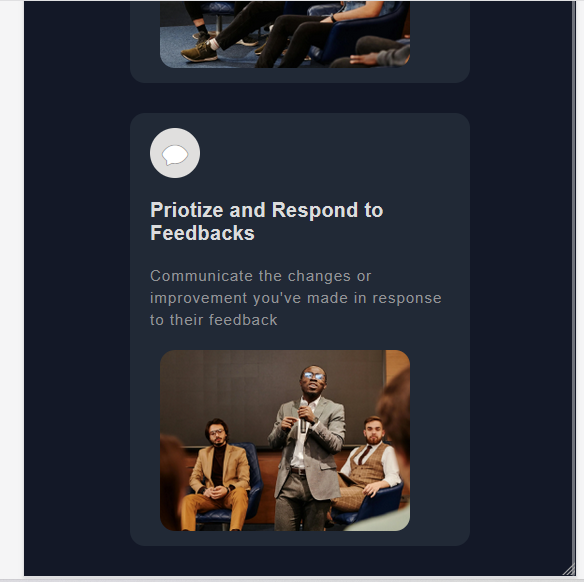 Priotize and Respond to
Feedbacks
Communicate the changes or
improvement you've made in response
to their feedback